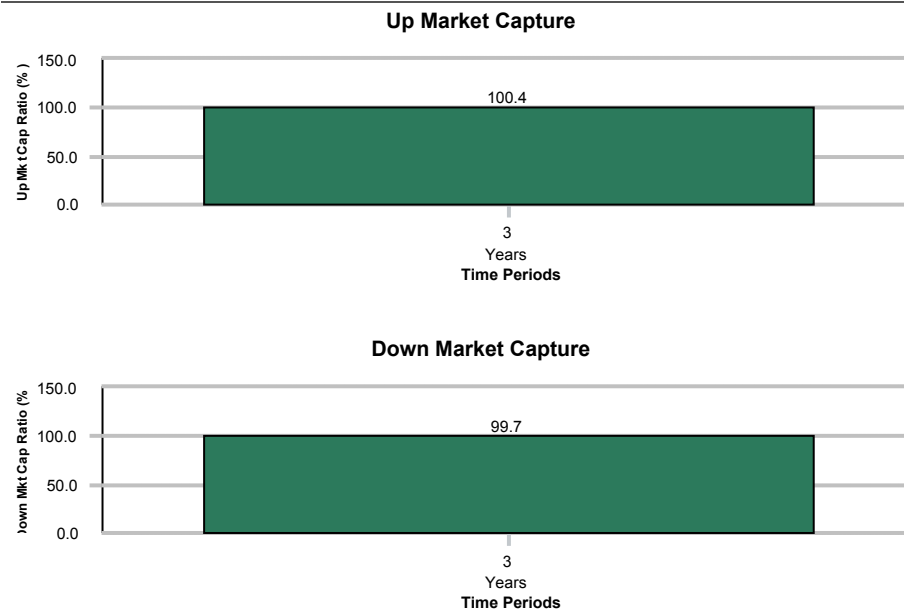 Up Market Capture
Up Mkt Cap Ratio (% )
150.0
100.0
50.0
0.0
100.4
3
Years
Time Periods
Down Market Capture
Down Mkt Cap Ratio (%
150.0
100.0
50.0
0.0
99.7
3
Years
Time Periods